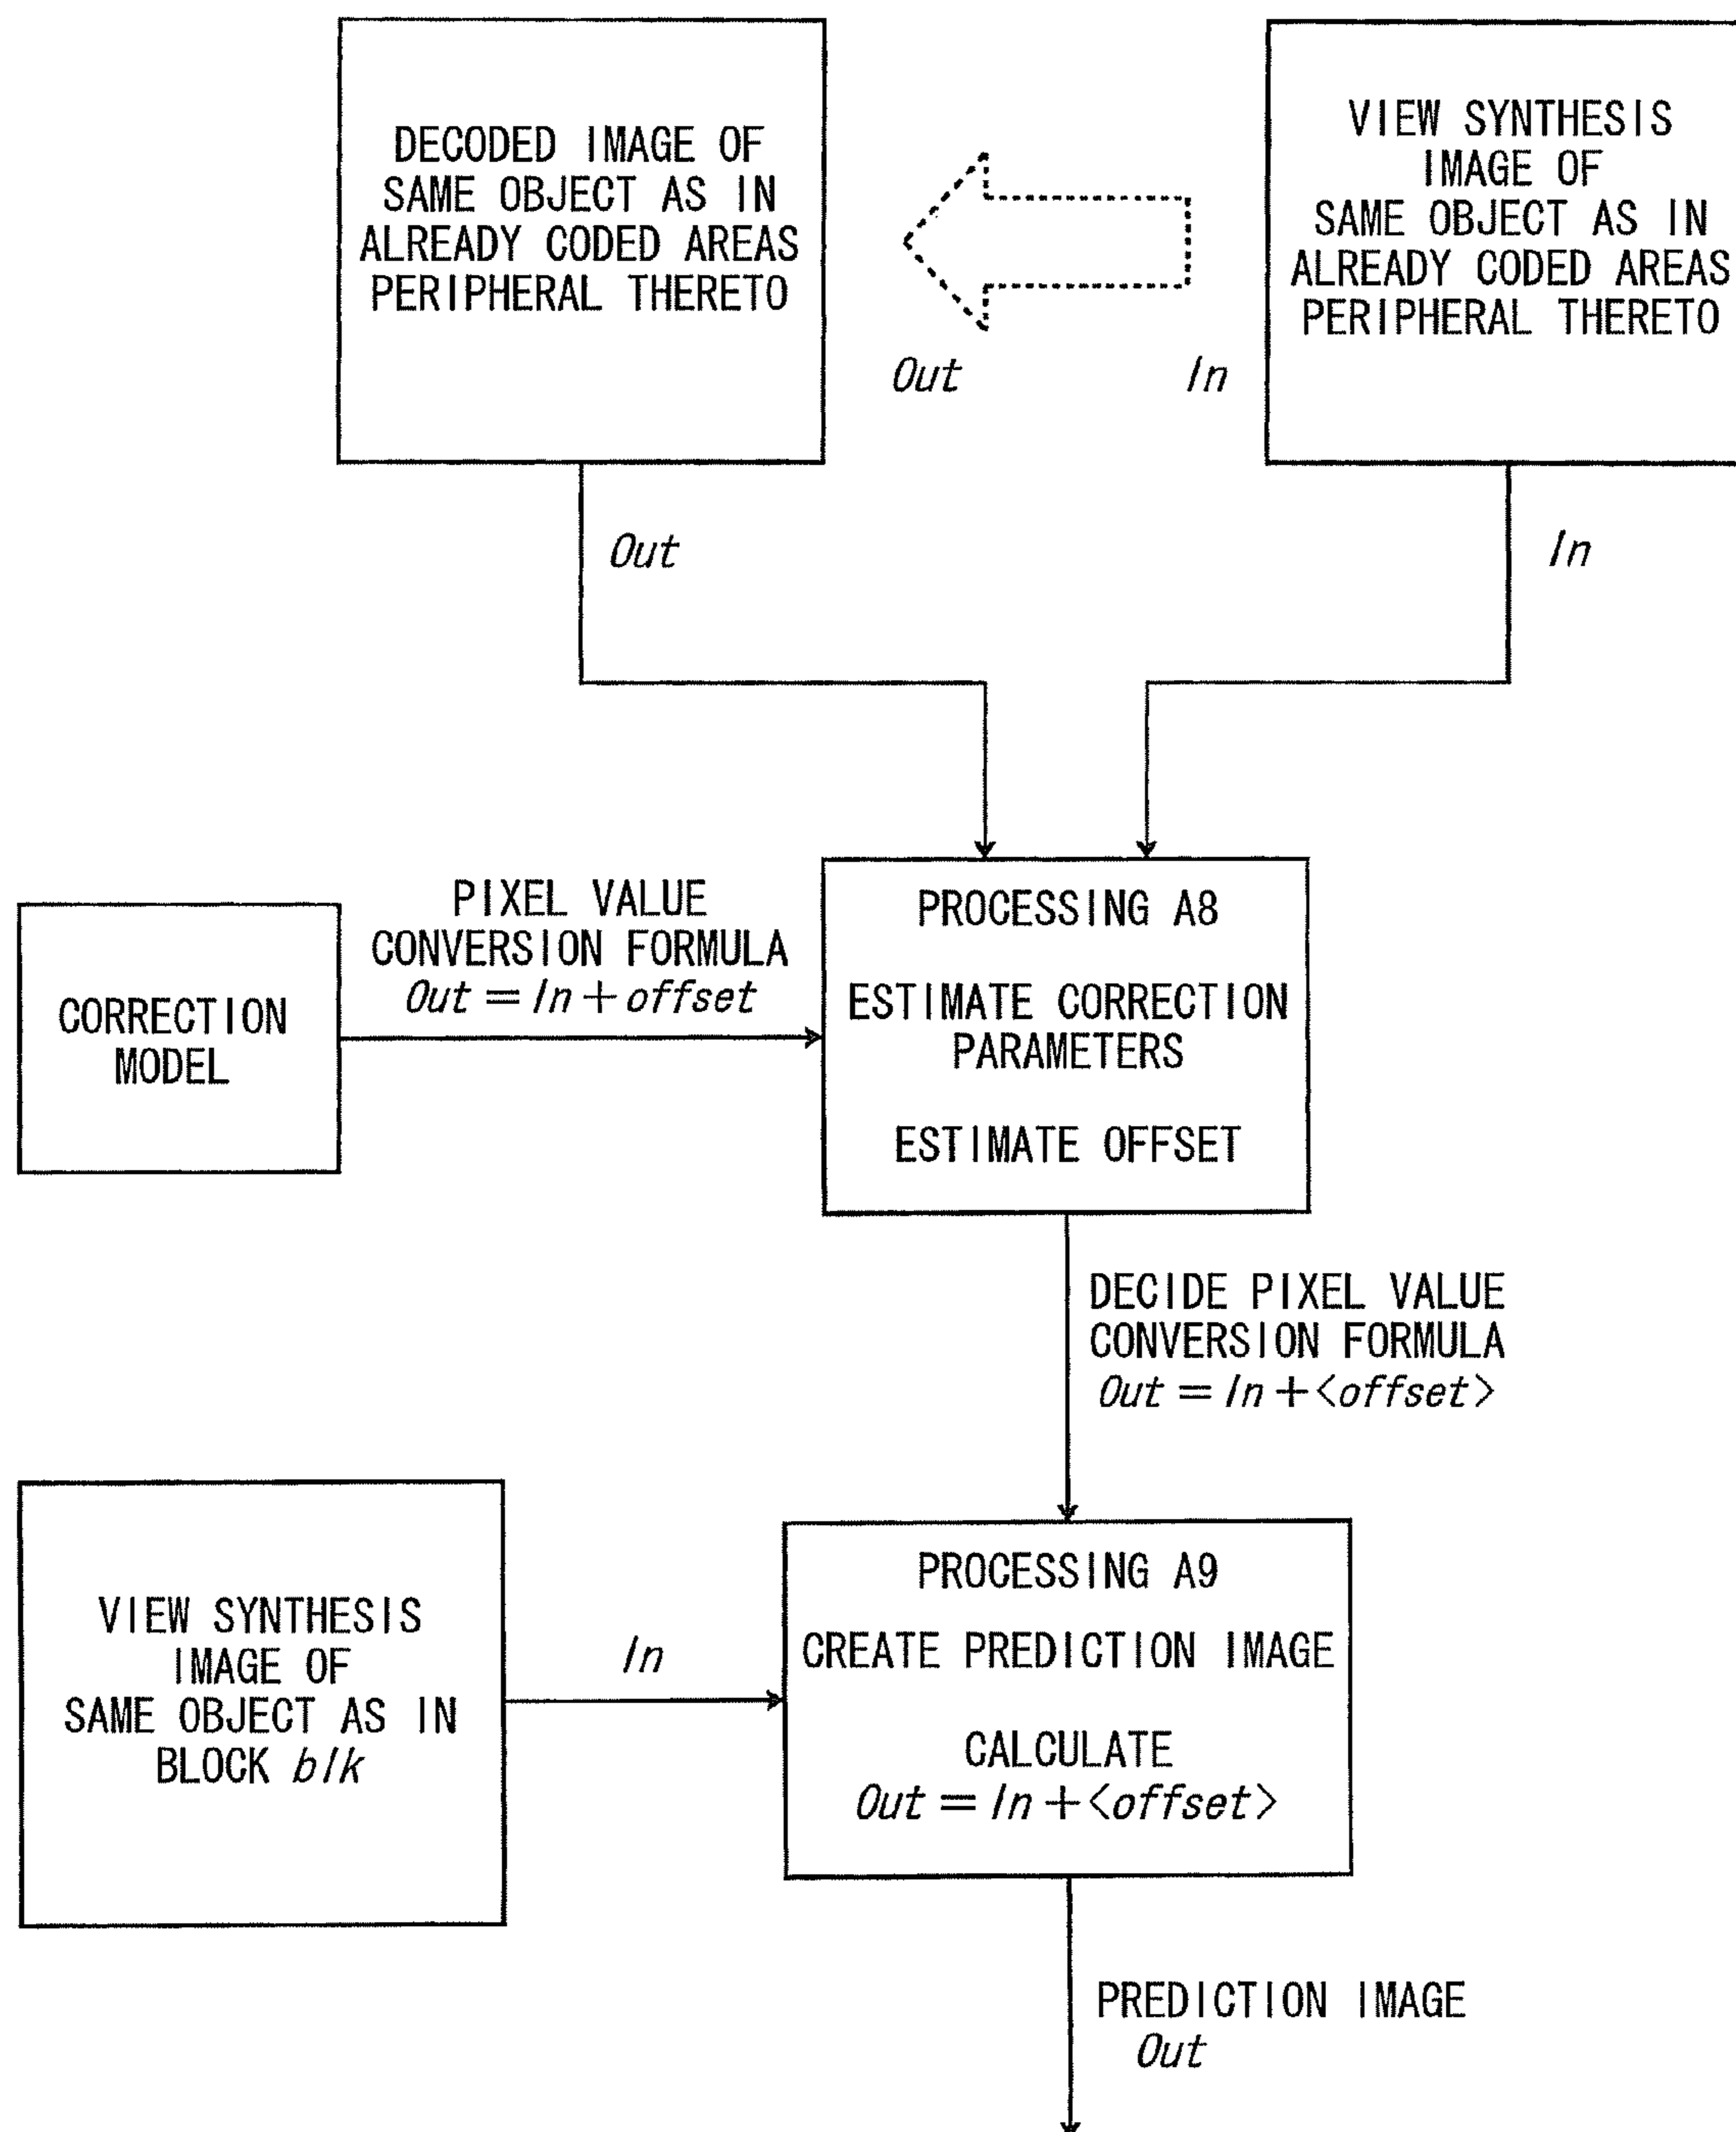 DECODED IMAGE OF
SAME OBJECT AS IN
ALREADY CODED AREAS
PERIPHERAL THERETO
VIEW SYNTHESIS
IMAGE OF
SAME OBJECT AS IN
ALREADY CODED AREAS
PERIPHERAL THERETO
Out
In
Out
In
CORRECTION
MODEL
PIXEL VALUE
CONVERSION FORMULA
Out = In + offset
PROCESSING A8
ESTIMATE CORRECTION
PARAMETERS
ESTIMATE OFFSET
DECIDE PIXEL VALUE
CONVERSION FORMULA
Out = In + <offset>
VIEW SYNTHESIS
IMAGE OF
SAME OBJECT AS IN
BLOCK blk
In
PROCESSING A9
CREATE PREDICTION IMAGE
CALCULATE
Out = In + <offset>
PREDICTION IMAGE
Out